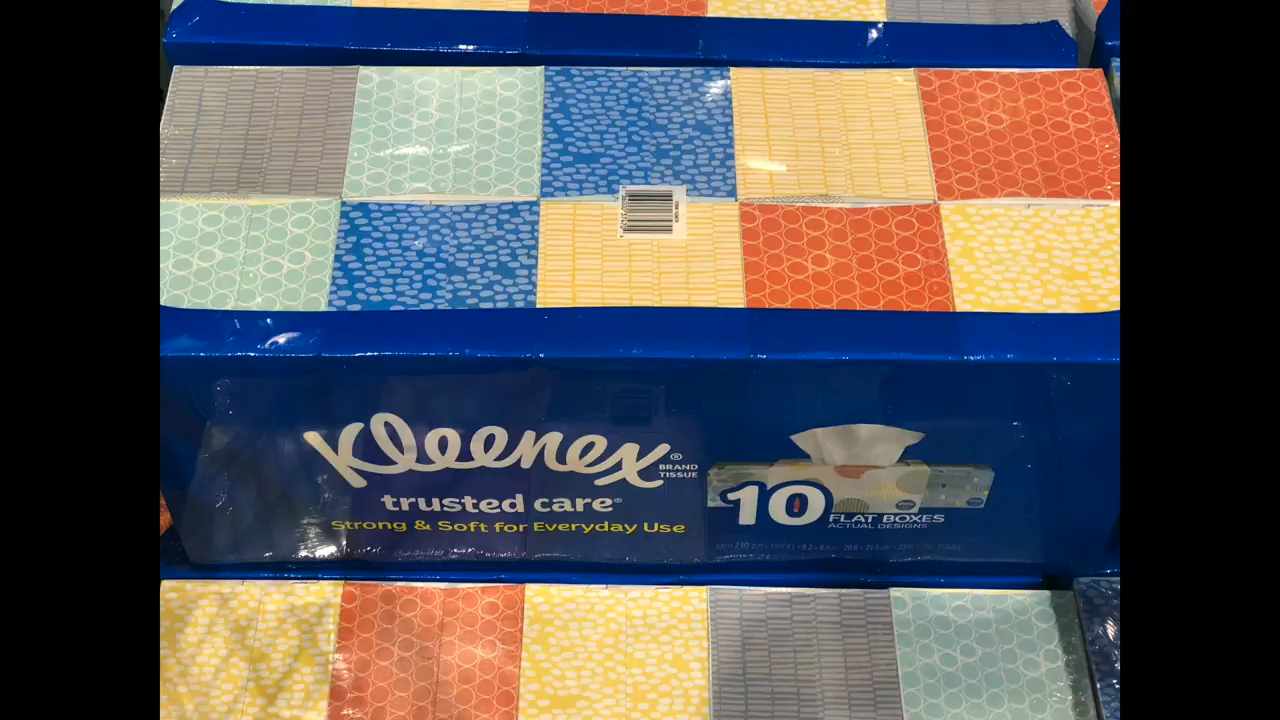 Kleenex®
BRAND
TISSUE
trusted care®
Strong & Soft for Everyday Use
10
FLAT BOXES
ACTUAL DESIGNS